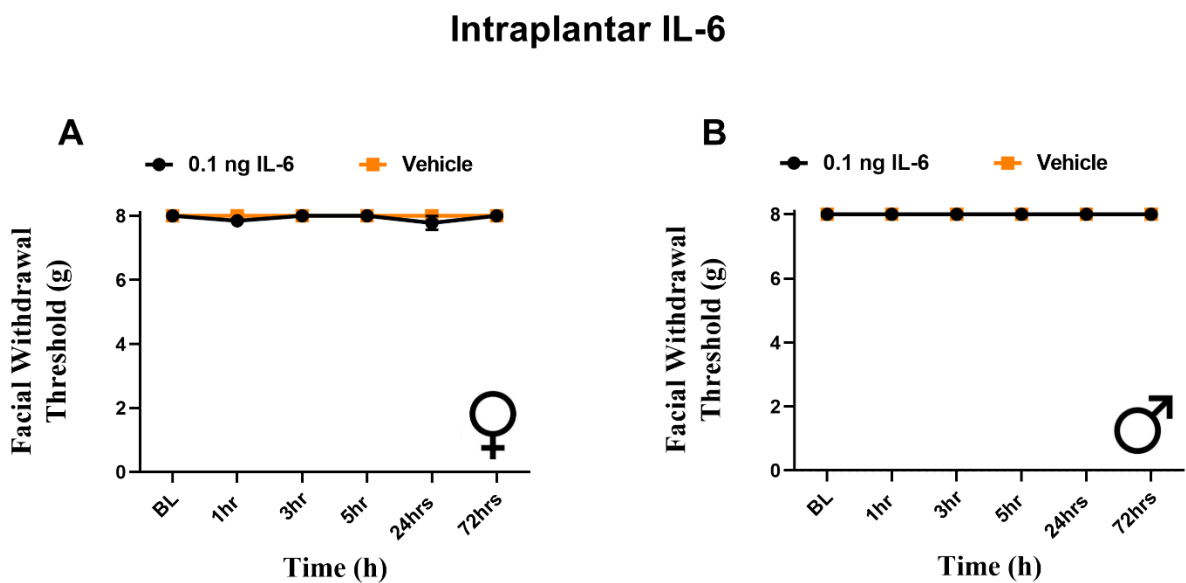 Intraplantar IL-6
A
0.1 ng IL-6
Vehicle
Facial Withdrawal
Threshold (g)
8
6
4
2
0
BL
1hr
3hr
5hr
24hrs
72hrs
Time (h)
B
0.1 ng IL-6
Vehicle
Facial Withdrawal
Threshold (g)
8
6
4
2
0
BL
1hr
3hr
5hr
24hrs
72hrs
Time (h)